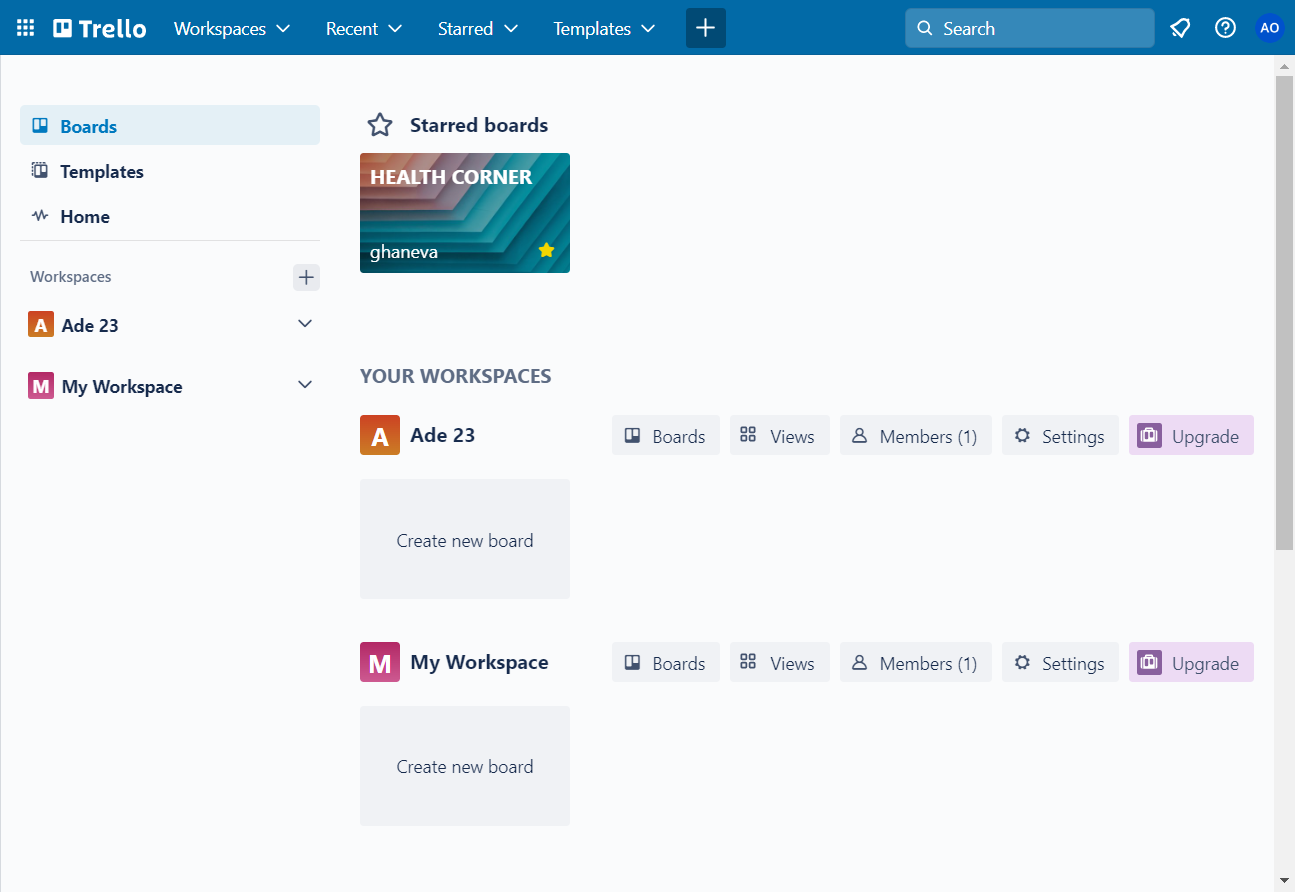 Trello Workspaces Recent Starred Templates Search AO
Boards
Templates
Home
Workspaces
A Ade 23
M My Workspace
Starred boards
HEALTH CORNER
ghaneva
YOUR WORKSPACES
A Ade 23 Boards Views Members (1) Settings Upgrade
Create new board
M My Workspace Boards Views Members (1) Settings Upgrade
Create new board